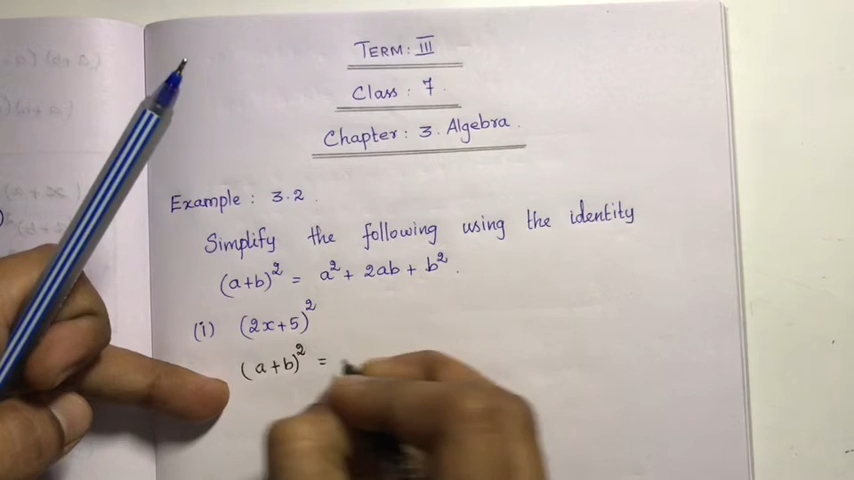 TERM: III
Class: 7.
Chapter: 3. Algebra.
Example: 3.2.
Simplify the following using the identity
(a+b)² = a² + 2ab + b².
(i) (2x+5)²
(a+b)² =